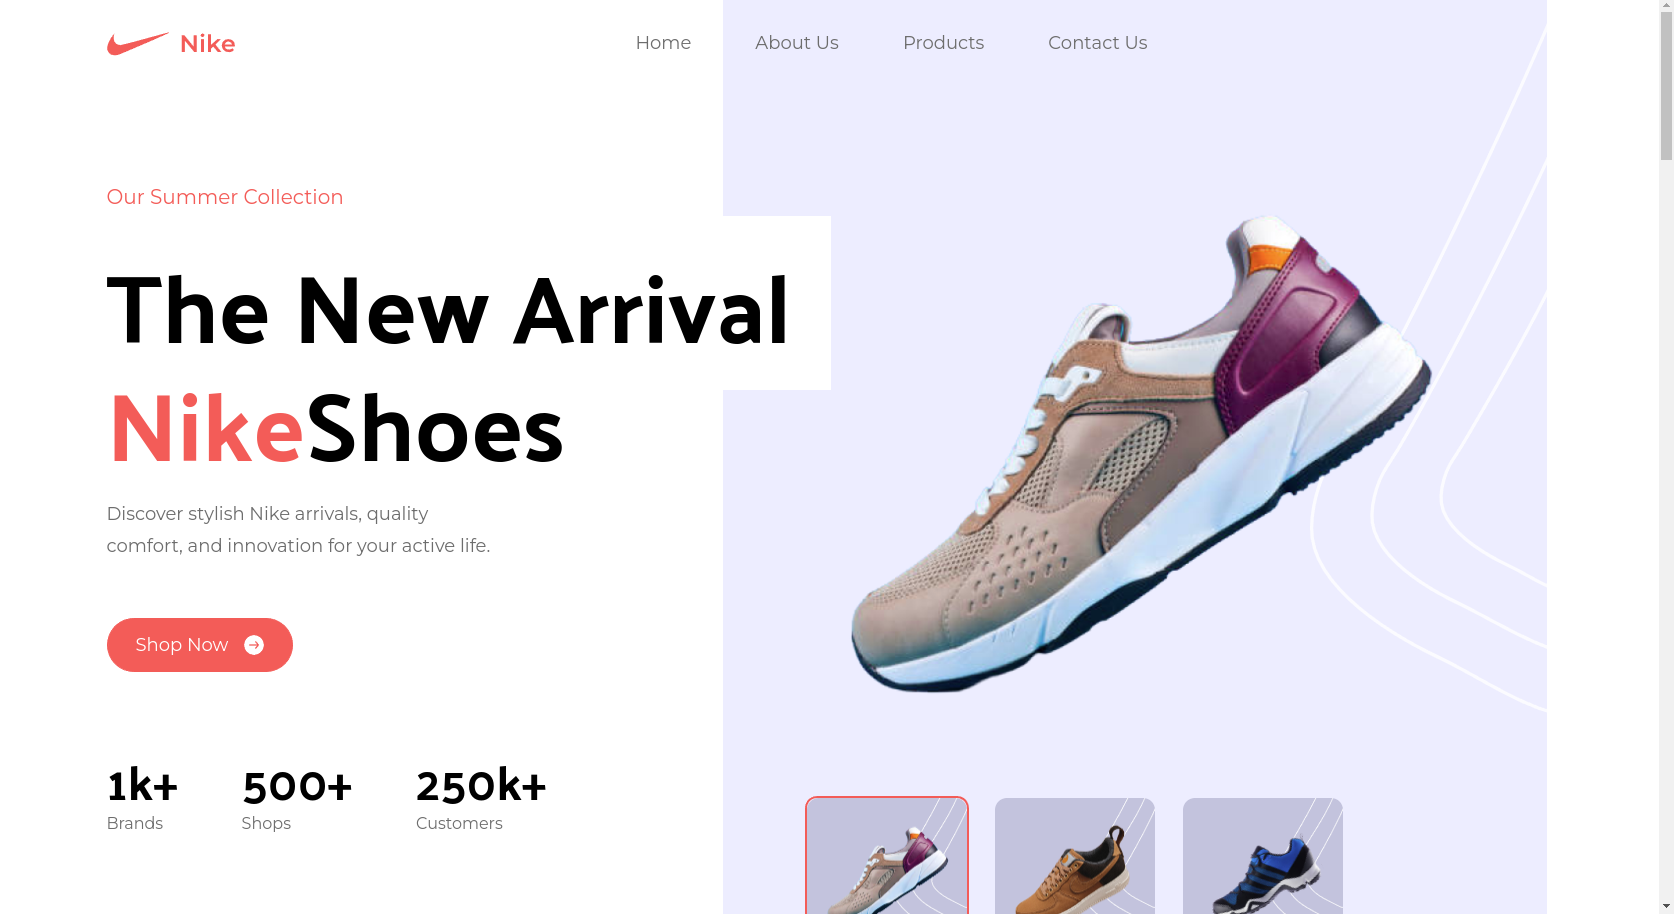 Nike
Home
About Us
Products
Contact Us
Our Summer Collection
The New Arrival
NikeShoes
Discover stylish Nike arrivals, quality
comfort, and innovation for your active life.
Shop Now
1k+
Brands
500+
Shops
250k+
Customers